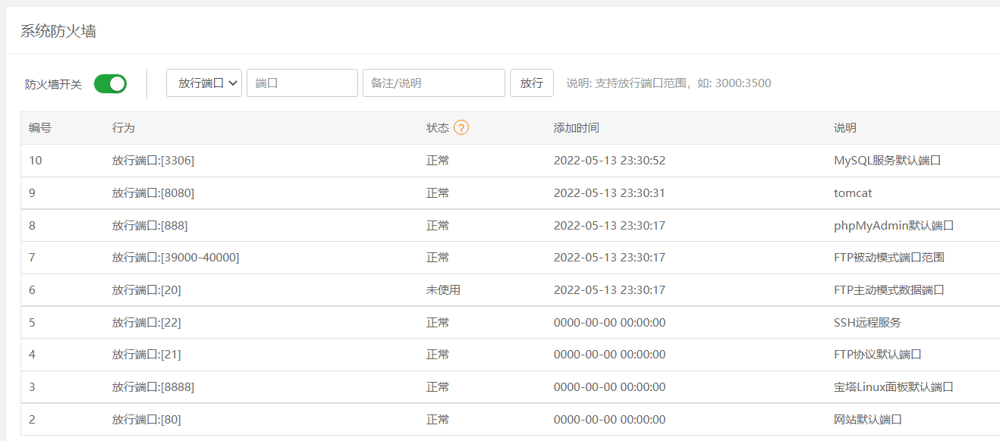 系统防火墙
防火墙开关 放行端口 端口 备注/说明 放行 说明: 支持放行端口范围，如: 3000:3500
编号 行为 状态 ? 添加时间 说明
10 放行端口:[3306] 正常 2022-05-13 23:30:52 MySQL服务默认端口
9 放行端口:[8080] 正常 2022-05-13 23:30:31 tomcat
8 放行端口:[888] 正常 2022-05-13 23:30:17 phpMyAdmin默认端口
7 放行端口:[39000-40000] 正常 2022-05-13 23:30:17 FTP被动模式端口范围
6 放行端口:[20] 未使用 2022-05-13 23:30:17 FTP主动模式数据端口
5 放行端口:[22] 正常 0000-00-00 00:00:00 SSH远程服务
4 放行端口:[21] 正常 0000-00-00 00:00:00 FTP协议默认端口
3 放行端口:[8888] 正常 0000-00-00 00:00:00 宝塔Linux面板默认端口
2 放行端口:[80] 正常 0000-00-00 00:00:00 网站默认端口